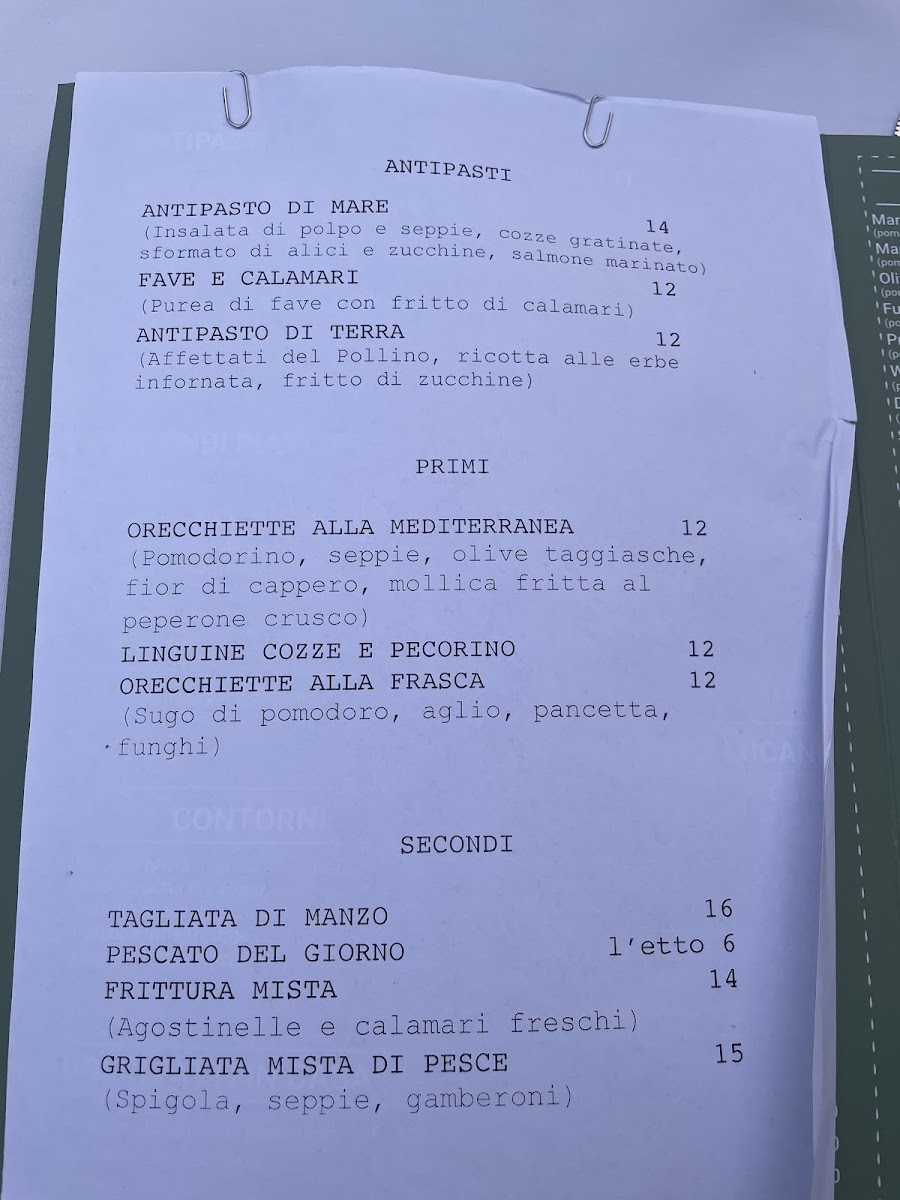 ANTIPASTI
ANTIPASTO DI MARE 14
(Insalata di polpo e seppie, cozze gratinate,
sformato di alici e zucchine, salmone marinato)
FAVE E CALAMARI 12
(Purea di fave con fritto di calamari)
ANTIPASTO DI TERRA 12
(Affettati del Pollino, ricotta alle erbe
infornata, fritto di zucchine)
PRIMI
ORECCHIETTE ALLA MEDITERRANEA 12
(Pomodorino, seppie, olive taggiasche,
fior di cappero, mollica fritta al
peperone crusco)
LINGUINE COZZE E PECORINO 12
ORECCHIETTE ALLA FRASCA 12
(Sugo di pomodoro, aglio, pancetta,
funghi)
CONTORNI
SECONDI
TAGLIATA DI MANZO 16
PESCATO DEL GIORNO l'etto 6
FRITTURA MISTA 14
(Agostinelle e calamari freschi)
GRIGLIATA MISTA DI PESCE 15
(Spigola, seppie, gamberoni)